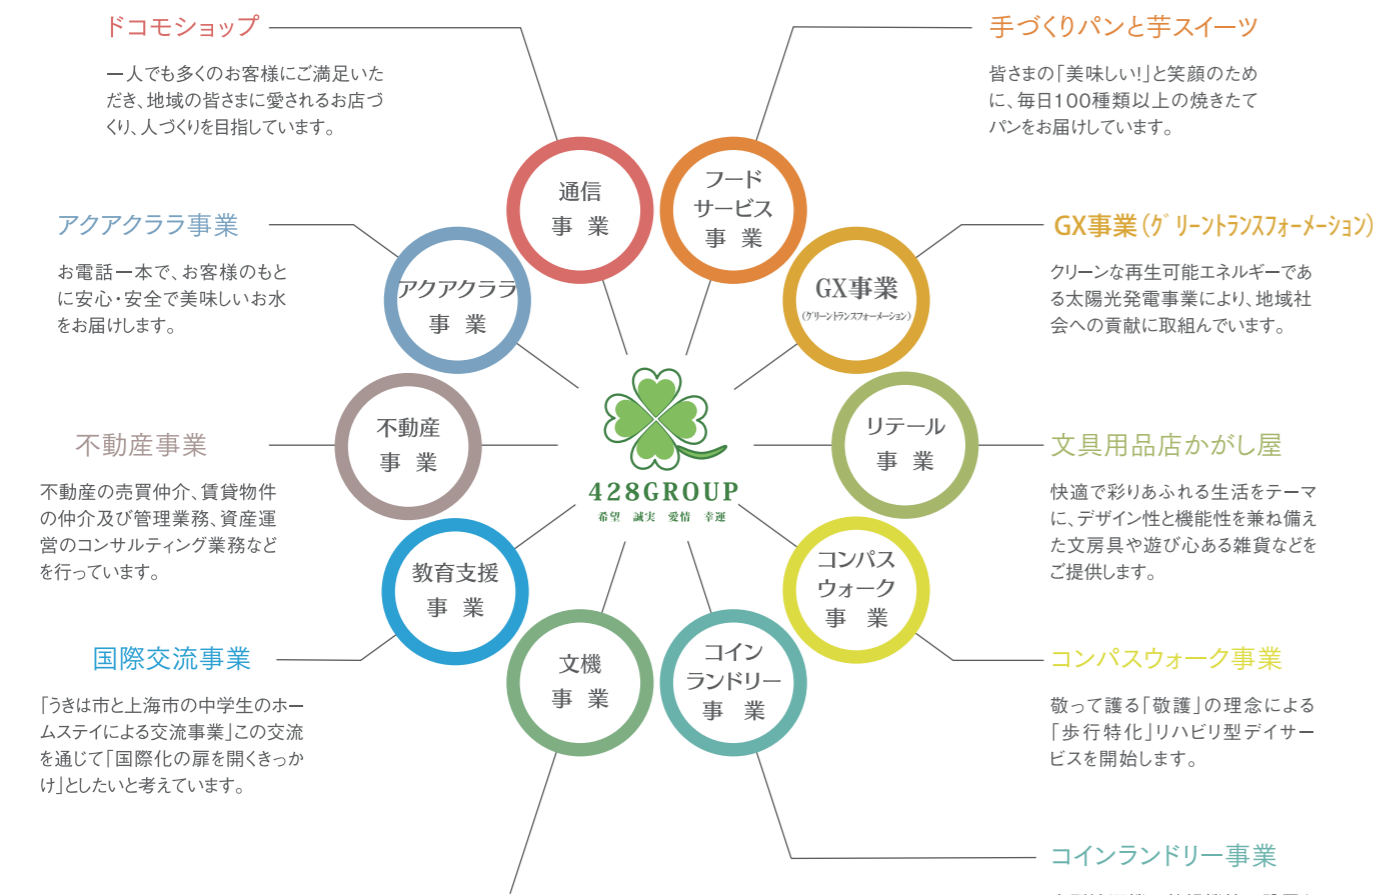 ドコモショップ
一人でも多くのお客様にご満足いた
だき、地域の皆さまに愛されるお店づ
くり、人づくりを目指しています。
手づくりパンと芋スイーツ
皆さまの「美味しい!」と笑顔のため
に、毎日100種類以上の焼きたて
パンをお届けしています。
アクアクララ事業
お電話一本で、お客様のもと
に安心・安全で美味しいお水
をお届けします。
GX事業(グリーントランスフォーメーション)
クリーンな再生可能エネルギーであ
る太陽光発電事業により、地域社
会への貢献に取組んでいます。
不動産事業
不動産の売買仲介、賃貸物件
の仲介及び管理業務、資産運
営のコンサルティング業務など
を行っています。
文具用品店かがし屋
快適で彩りあふれる生活をテーマ
に、デザイン性と機能性を兼ね備え
た文房具や遊び心ある雑貨などを
ご提供します。
国際交流事業
「うきは市と上海市の中学生のホー
ムステイによる交流事業」この交流
を通じて「国際化の扉を開くきっか
け」としたいと考えています。
コンパスウォーク事業
敬って護る「敬護」の理念による
「歩行特化」リハビリ型デイサー
ビスを開始します。
コインランドリー事業
通信
事 業
フード
サービス
事 業
アクアクララ
事 業
GX事業
(グリーントランスフォーメーション)
不動産
事 業
リテール
事 業
教育支援
事 業
コンパス
ウォーク
事 業
文機
事 業
コイン
ランドリー
事 業
428GROUP
希望 誠実 愛情 幸運